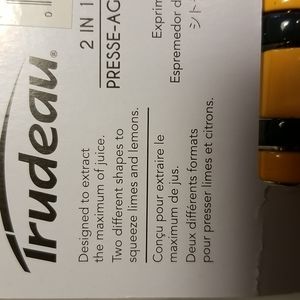 Trudeau
2 IN 1
PRESSE-AG
Exprim
Espremedor d
シト
Designed to extract
the maximum of juice.
Two different shapes to
squeeze limes and lemons.
Conçu pour extraire le
maximum de jus.
Deux différents formats
pour presser limes et citrons.